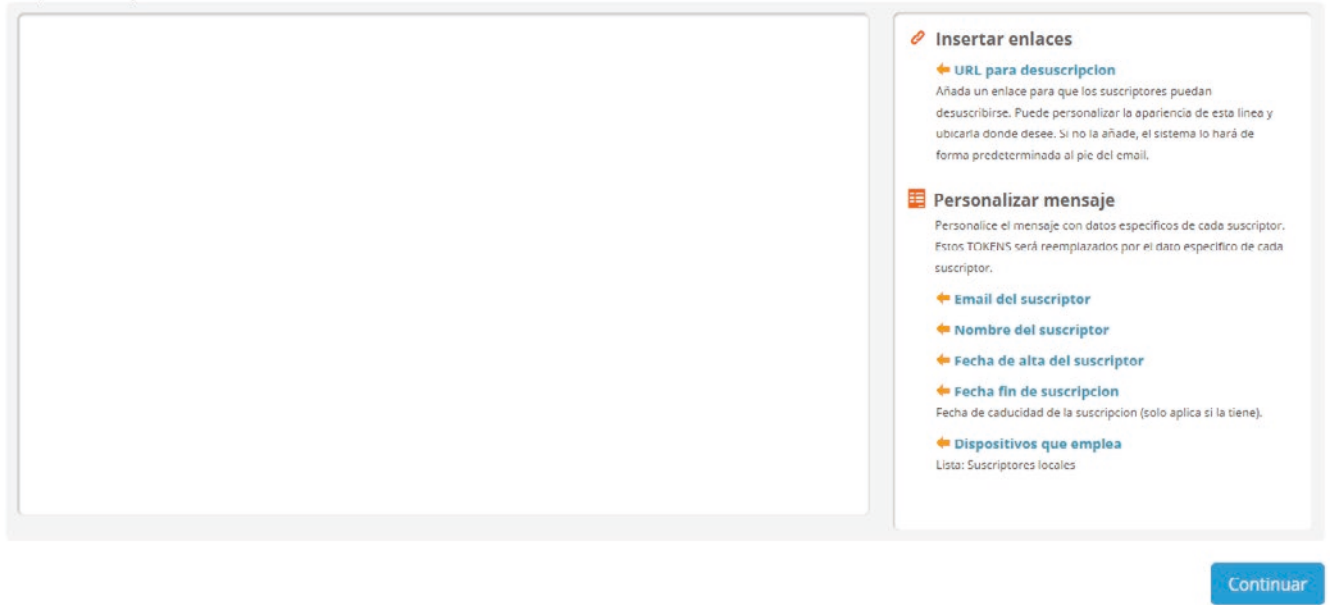 Insertar enlaces
URL para desuscripcion
Añada un enlace para que los suscriptores puedan
desuscribirse. Puede personalizar la apariencia de esta linea y
ubicarla donde desee. Si no la añade, el sistema lo hará de
forma predeterminada al pie del email.
Personalizar mensaje
Personalice el mensaje con datos específicos de cada suscriptor.
Estos TOKENS será reemplazados por el dato especifico de cada
suscriptor.
Email del suscriptor
Nombre del suscriptor
Fecha de alta del suscriptor
Fecha fin de suscripcion
Fecha de caducidad de la suscripcion (solo aplica si la tiene).
Dispositivos que emplea
Lista: Suscriptores locales
Continuar